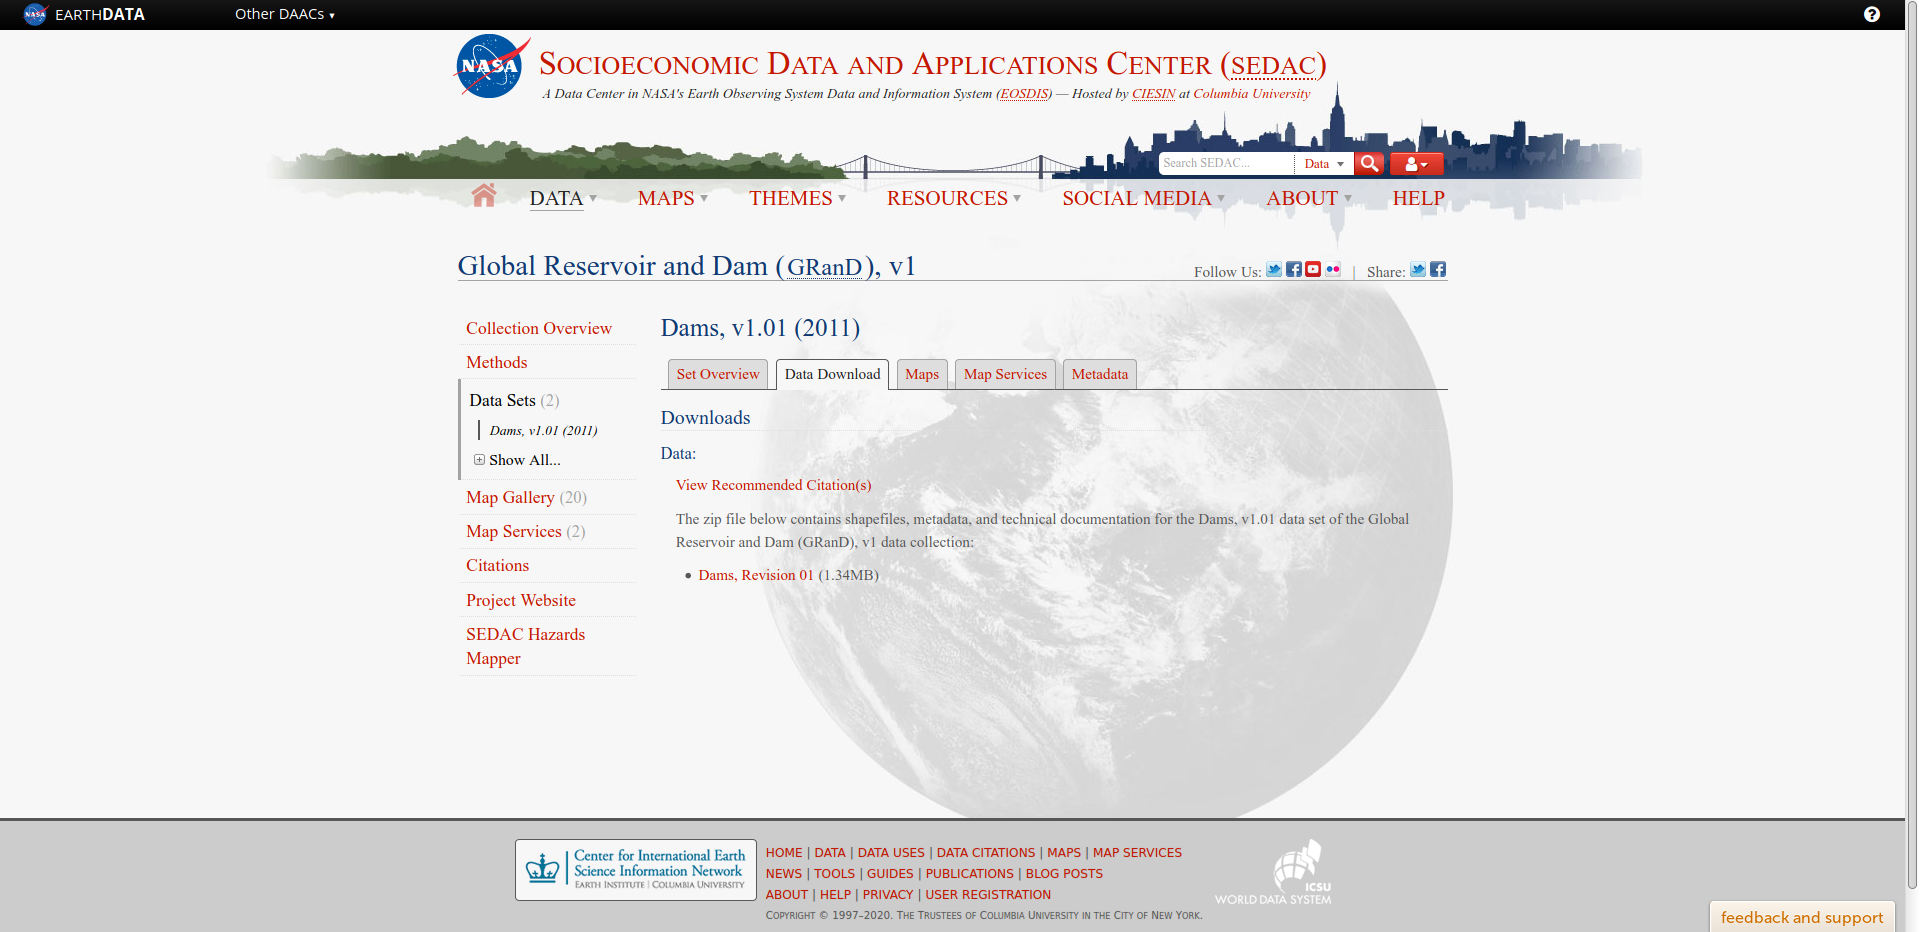 NASA EARTHDATA Other DAACs ▾ ?
NASA
SOCIOECONOMIC DATA AND APPLICATIONS CENTER (SEDAC)
A Data Center in NASA's Earth Observing System Data and Information System (EOSDIS) — Hosted by CIESIN at Columbia University
Search SEDAC... Data
DATA MAPS THEMES RESOURCES SOCIAL MEDIA ABOUT HELP
Global Reservoir and Dam (GRanD), v1
Follow Us: | Share:
Collection Overview
Methods
Data Sets (2)
Dams, v1.01 (2011)
Show All...
Map Gallery (20)
Map Services (2)
Citations
Project Website
SEDAC Hazards
Mapper
Dams, v1.01 (2011)
Set Overview Data Download Maps Map Services Metadata
Downloads
Data:
View Recommended Citation(s)
The zip file below contains shapefiles, metadata, and technical documentation for the Dams, v1.01 data set of the Global
Reservoir and Dam (GRanD), v1 data collection:
• Dams, Revision 01 (1.34MB)
Center for International Earth
Science Information Network
EARTH INSTITUTE | COLUMBIA UNIVERSITY
HOME | DATA | DATA USES | DATA CITATIONS | MAPS | MAP SERVICES
NEWS | TOOLS | GUIDES | PUBLICATIONS | BLOG POSTS
ABOUT | HELP | PRIVACY | USER REGISTRATION
COPYRIGHT © 1997–2020. THE TRUSTEES OF COLUMBIA UNIVERSITY IN THE CITY OF NEW YORK.
ICSU
WORLD DATA SYSTEM
feedback and support